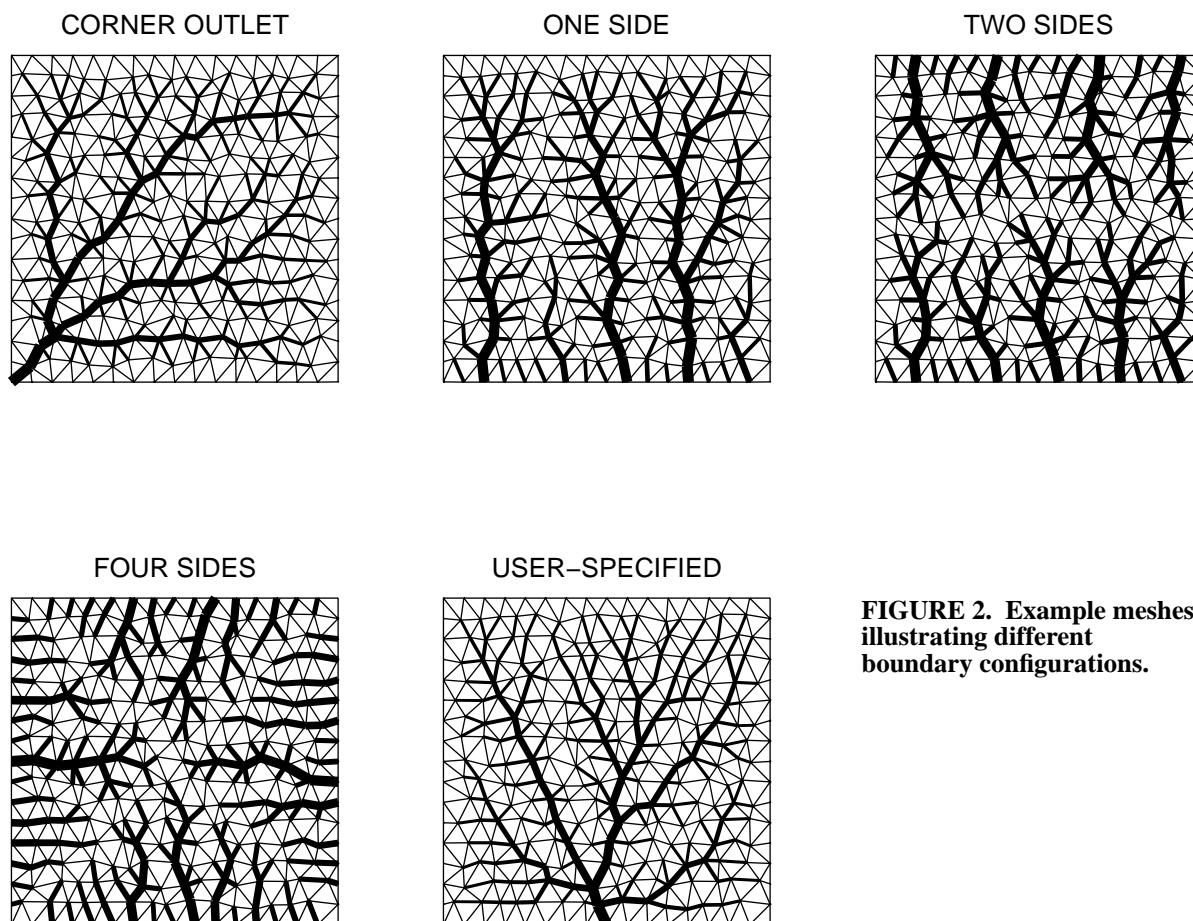 CORNER OUTLET
ONE SIDE
TWO SIDES
FOUR SIDES
USER−SPECIFIED
FIGURE 2. Example meshes
illustrating different
boundary configurations.